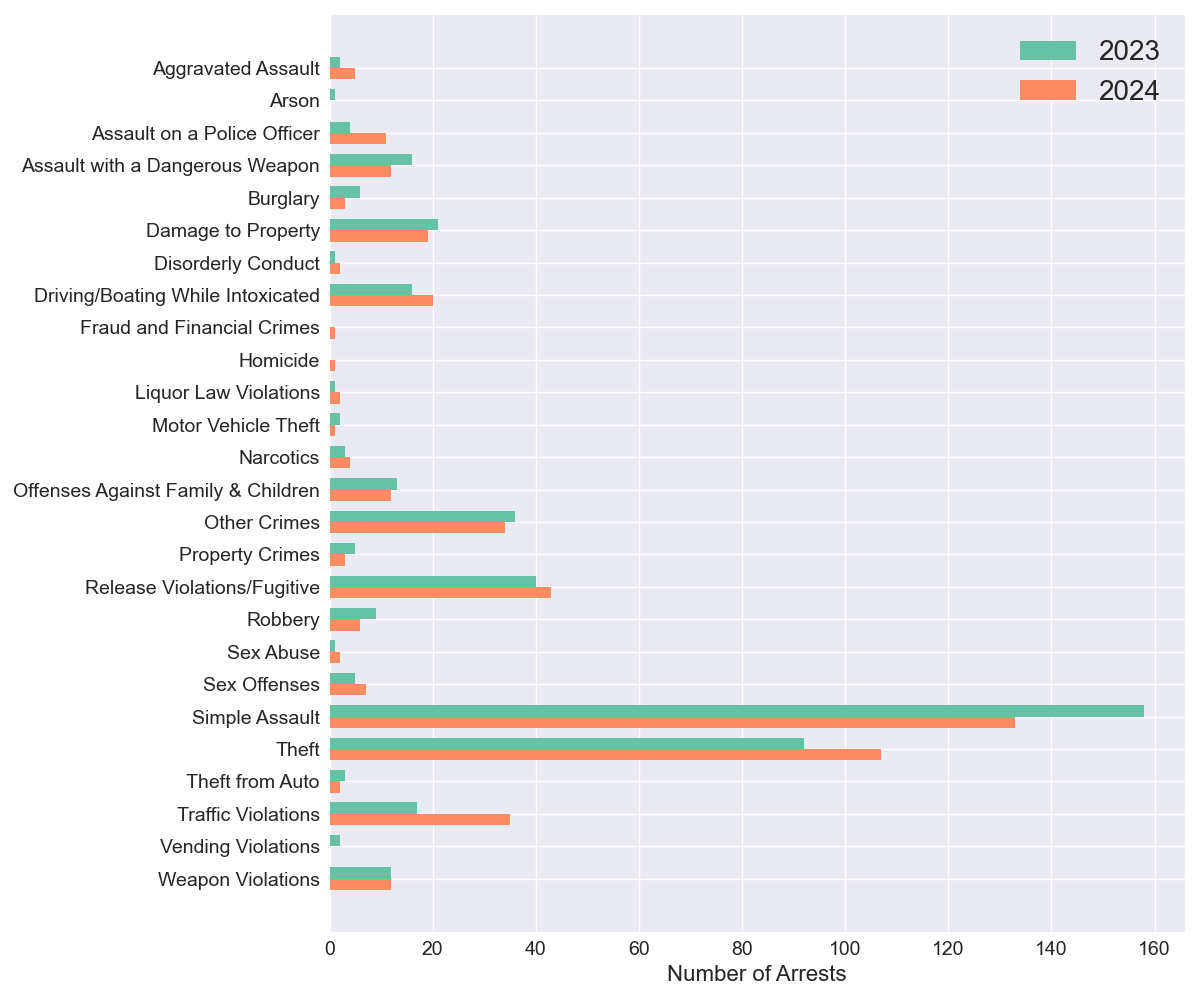 2023
2024
Aggravated Assault
Arson
Assault on a Police Officer
Assault with a Dangerous Weapon
Burglary
Damage to Property
Disorderly Conduct
Driving/Boating While Intoxicated
Fraud and Financial Crimes
Homicide
Liquor Law Violations
Motor Vehicle Theft
Narcotics
Offenses Against Family & Children
Other Crimes
Property Crimes
Release Violations/Fugitive
Robbery
Sex Abuse
Sex Offenses
Simple Assault
Theft
Theft from Auto
Traffic Violations
Vending Violations
Weapon Violations
0 20 40 60 80 100 120 140 160
Number of Arrests